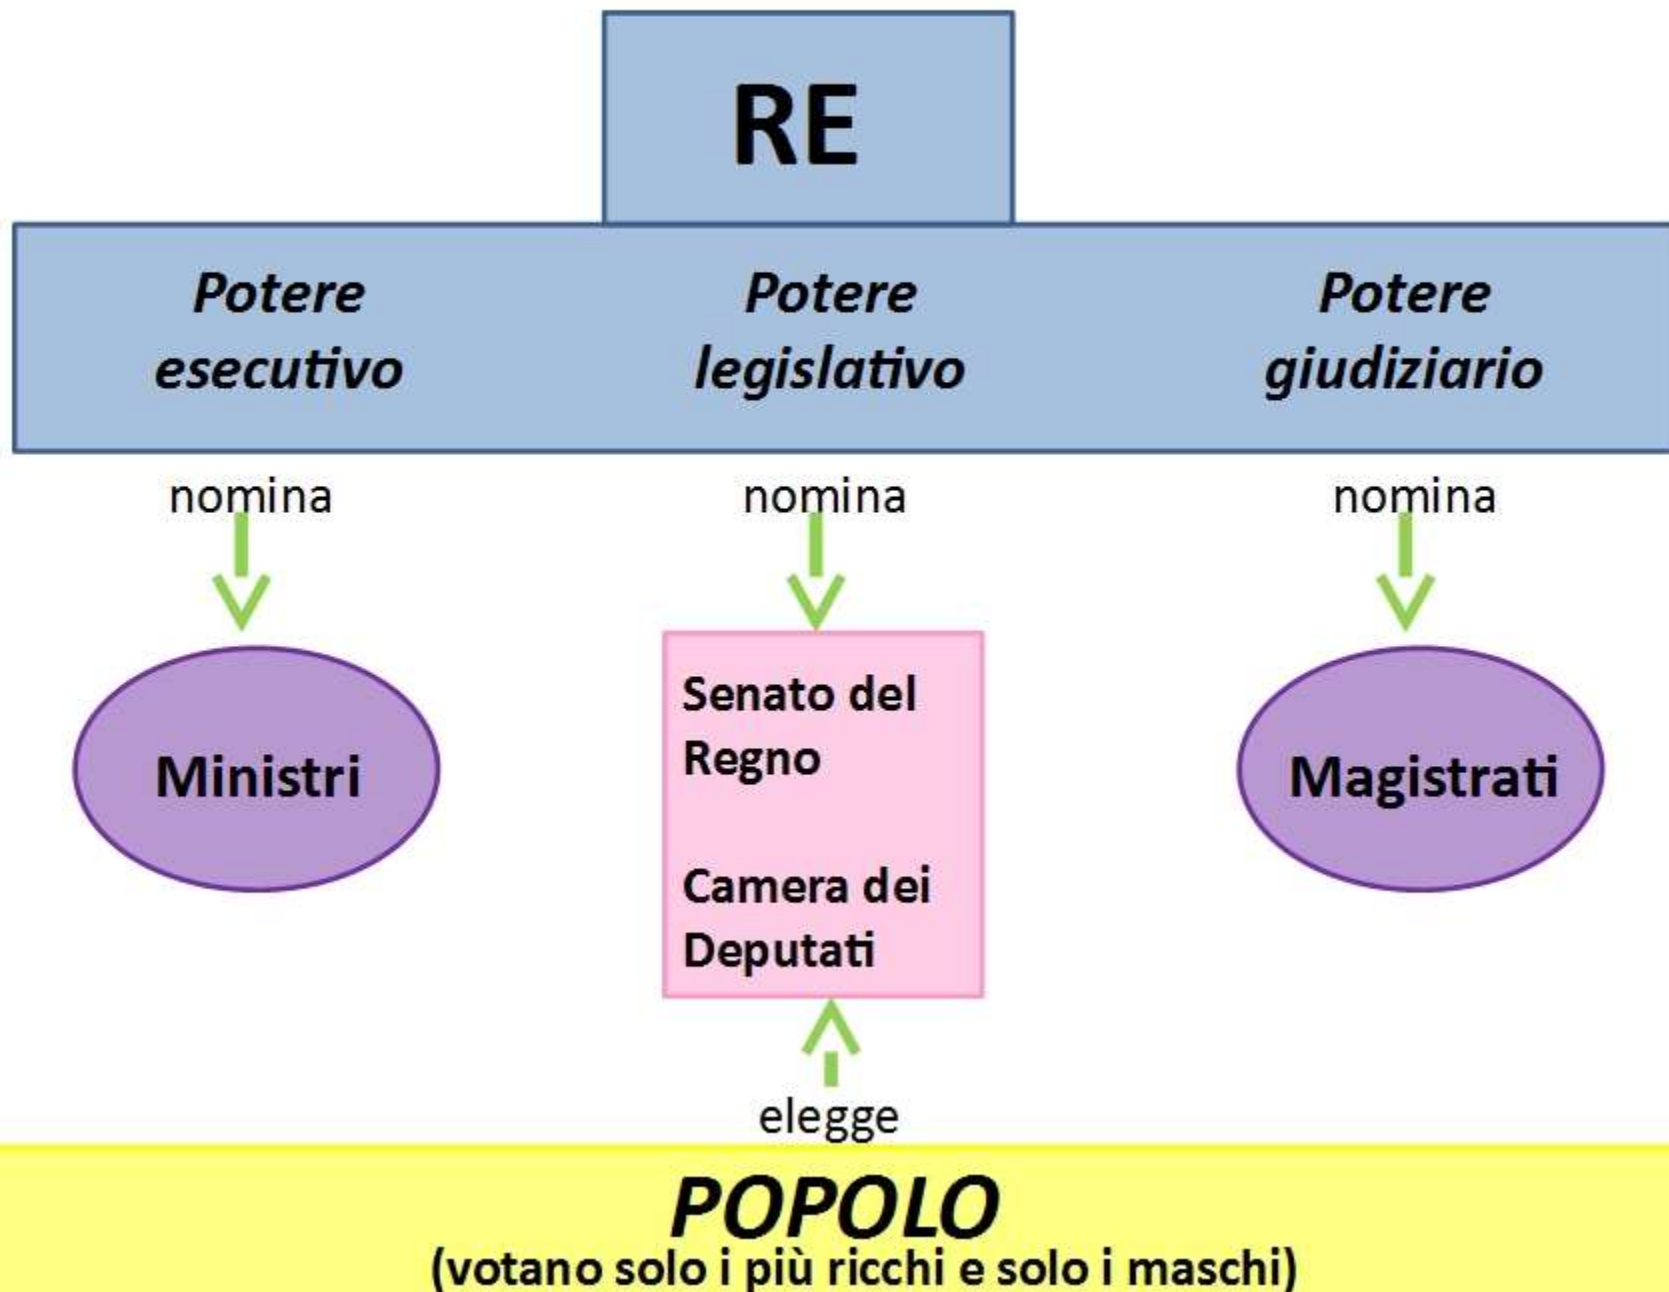 RE
Potere
esecutivo
Potere
legislativo
Potere
giudiziario
nomina
nomina
nomina
Ministri
Senato del
Regno
Camera dei
Deputati
Magistrati
elegge
POPOLO
(votano solo i più ricchi e solo i maschi)